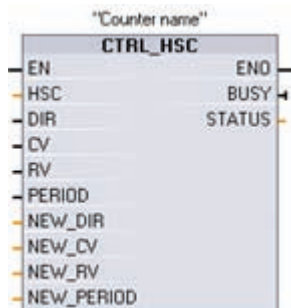 "Counter name"
CTRL_HSC
EN ENO
HSC BUSY
DIR STATUS
CV
RV
PERIOD
NEW_DIR
NEW_CV
NEW_RV
NEW_PERIOD